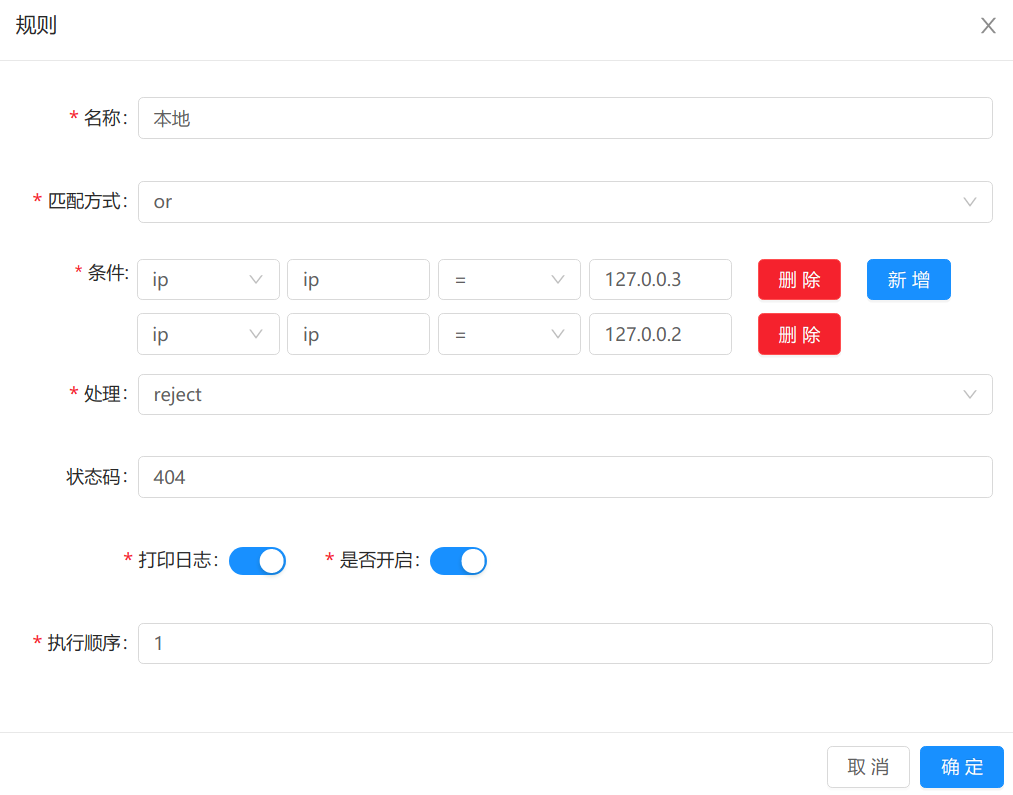 规则
* 名称: 本地
* 匹配方式: or
* 条件: ip ip = 127.0.0.3 删 除 新 增
ip ip = 127.0.0.2 删 除
* 处理: reject
状态码: 404
* 打印日志: * 是否开启:
* 执行顺序: 1
取 消 确 定